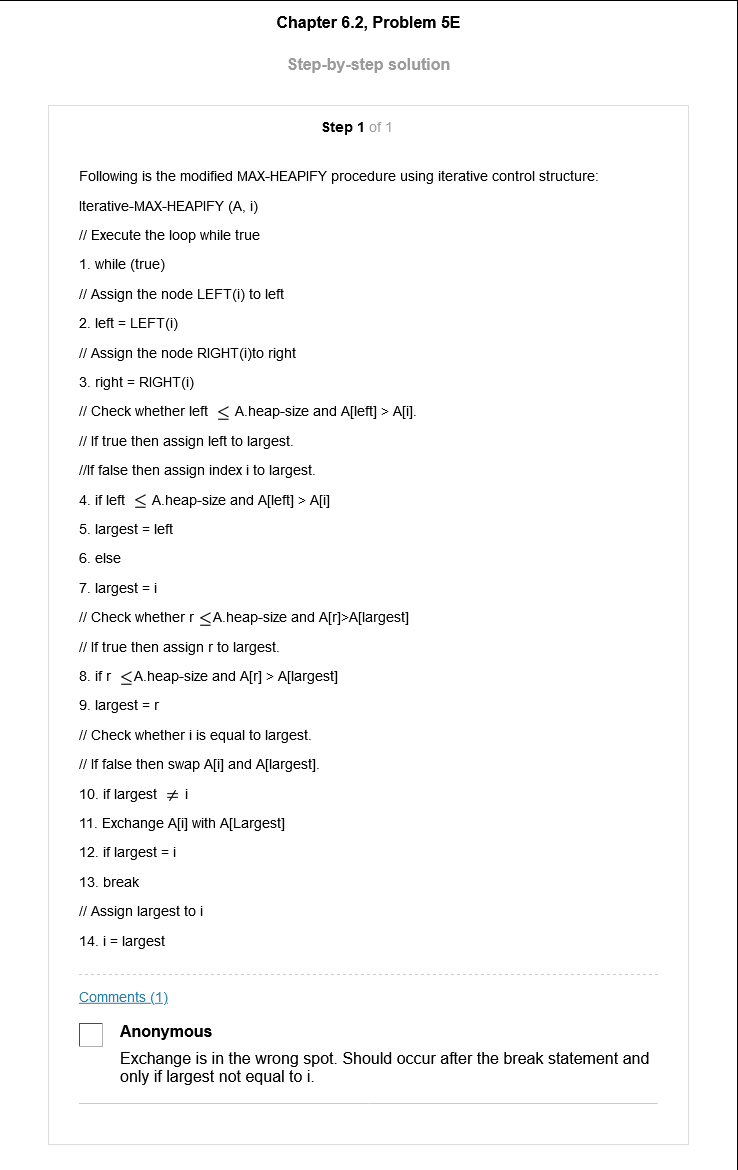 Chapter 6.2, Problem 5E
Step-by-step solution
Step 1 of 1
Following is the modified MAX-HEAPIFY procedure using iterative control structure:
Iterative-MAX-HEAPIFY (A, i)
// Execute the loop while true
1. while (true)
// Assign the node LEFT(i) to left
2. left = LEFT(i)
// Assign the node RIGHT(i)to right
3. right = RIGHT(i)
// Check whether left ≤ A.heap-size and A[left] > A[i].
// If true then assign left to largest.
//If false then assign index i to largest.
4. if left ≤ A.heap-size and A[left] > A[i]
5. largest = left
6. else
7. largest = i
// Check whether r ≤A.heap-size and A[r]>A[largest]
// If true then assign r to largest.
8. if r ≤A.heap-size and A[r] > A[largest]
9. largest = r
// Check whether i is equal to largest.
// If false then swap A[i] and A[largest].
10. if largest ≠ i
11. Exchange A[i] with A[Largest]
12. if largest = i
13. break
// Assign largest to i
14. i = largest
Comments (1)
Anonymous
Exchange is in the wrong spot. Should occur after the break statement and
only if largest not equal to i.